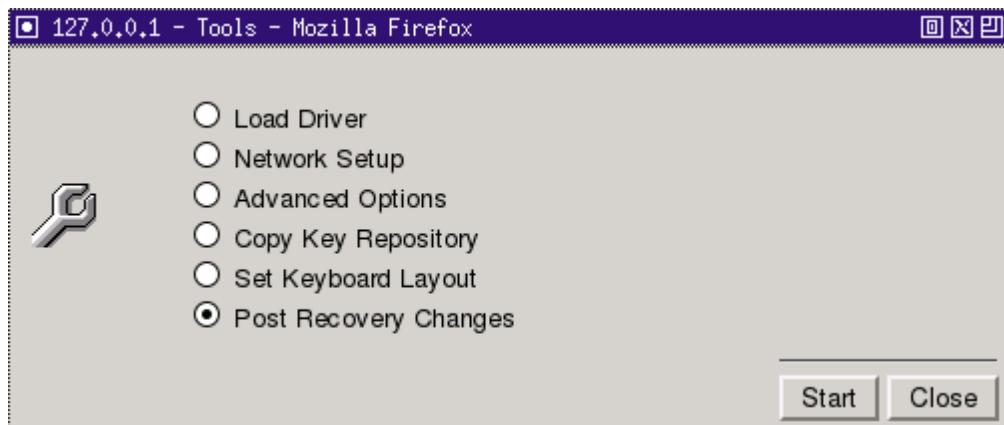 127.0.0.1 - Tools - Mozilla Firefox
Load Driver
Network Setup
Advanced Options
Copy Key Repository
Set Keyboard Layout
Post Recovery Changes
Start Close